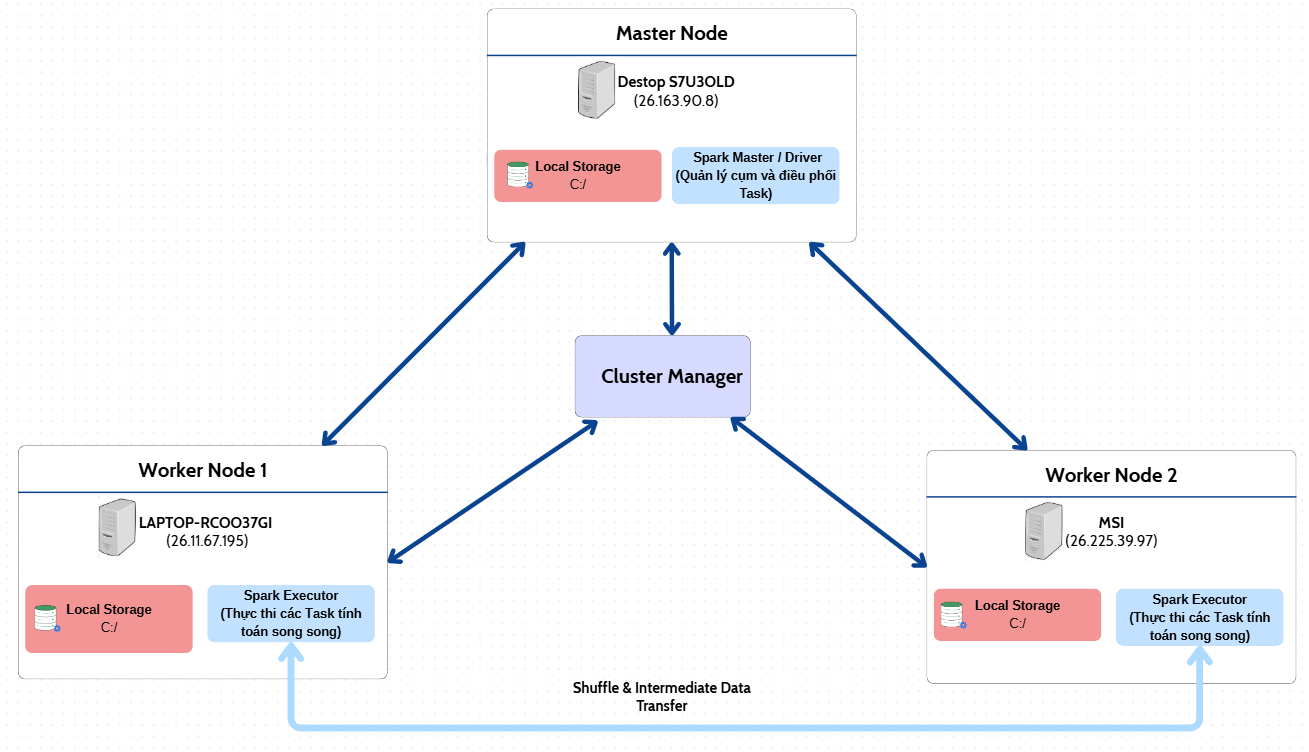 Master Node
Destop S7U3OLD
(26.163.90.8)
Local Storage
C:/
Spark Master / Driver
(Quản lý cụm và điều phối
Task)
Cluster Manager
Worker Node 1
LAPTOP-RCOO37GI
(26.11.67.195)
Local Storage
C:/
Spark Executor
(Thực thi các Task tính
toán song song)
Worker Node 2
MSI
(26.225.39.97)
Local Storage
C:/
Spark Executor
(Thực thi các Task tính
toán song song)
Shuffle & Intermediate Data
Transfer